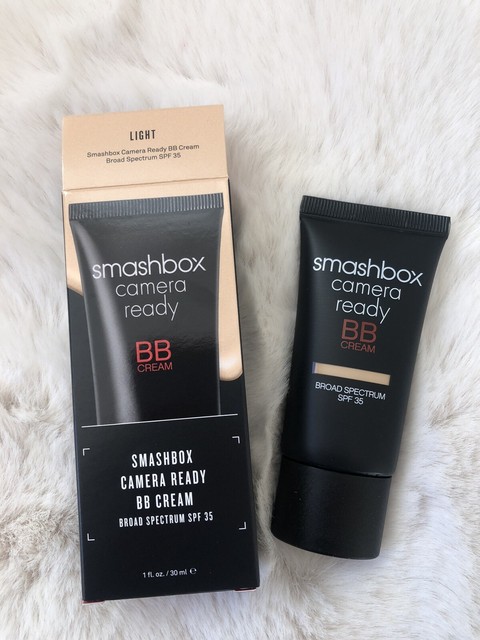 LIGHT
Smashbox Camera Ready BB Cream
Broad Spectrum SPF 35
smashbox
camera
ready
BB
CREAM
SMASHBOX
CAMERA READY
BB CREAM
BROAD SPECTRUM SPF 35
1 fl. oz. / 30 ml ℮
smashbox
camera
ready
BB
CREAM
BROAD SPECTRUM
SPF 35